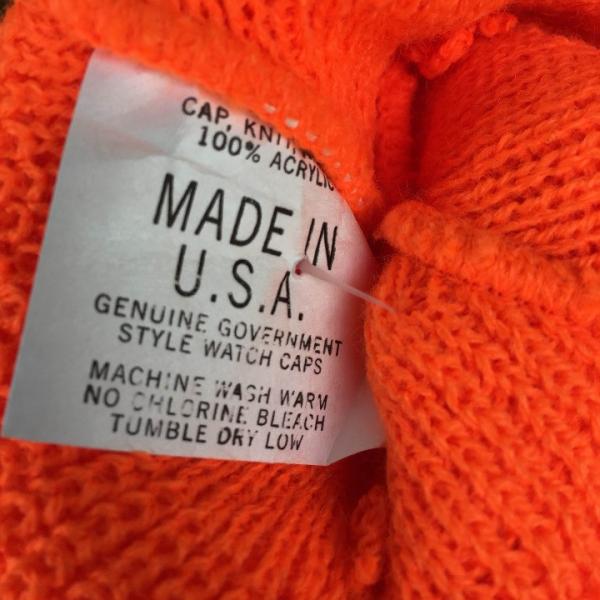 CAP, KNIT
100% ACRYLIC
MADE IN
U.S.A.
GENUINE GOVERNMENT
STYLE WATCH CAPS
MACHINE WASH WARM
NO CHLORINE BLEACH
TUMBLE DRY LOW